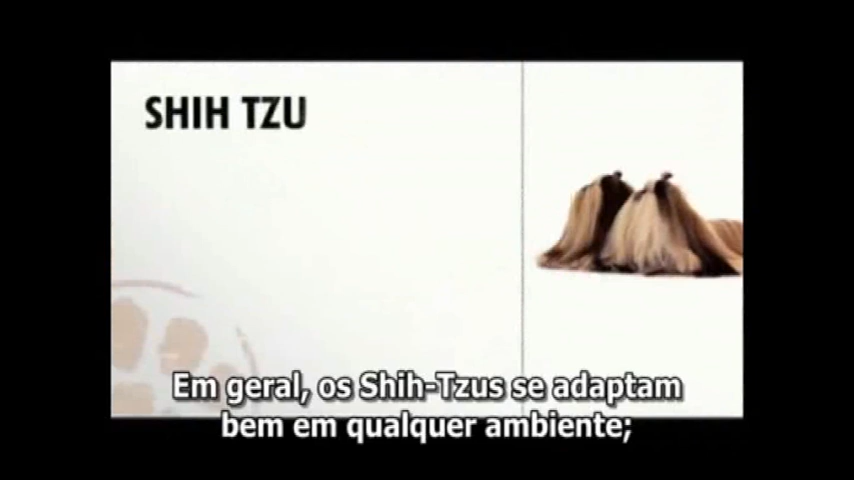 SHIH TZU
Em geral, os Shih-Tzus se adaptam
bem em qualquer ambiente;